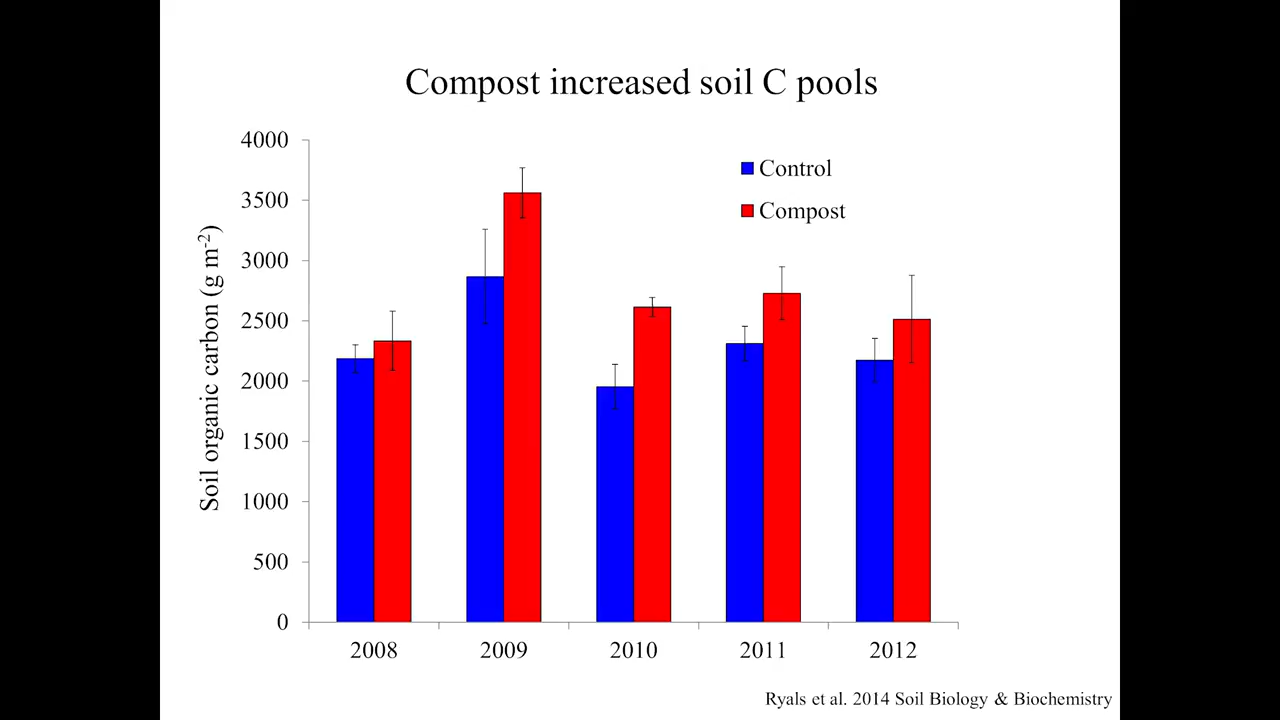 Compost increased soil C pools
4000
3500
3000
2500
2000
1500
1000
500
0
Soil organic carbon (g m⁻²)
Control
Compost
2008 2009 2010 2011 2012
Ryals et al. 2014 Soil Biology & Biochemistry